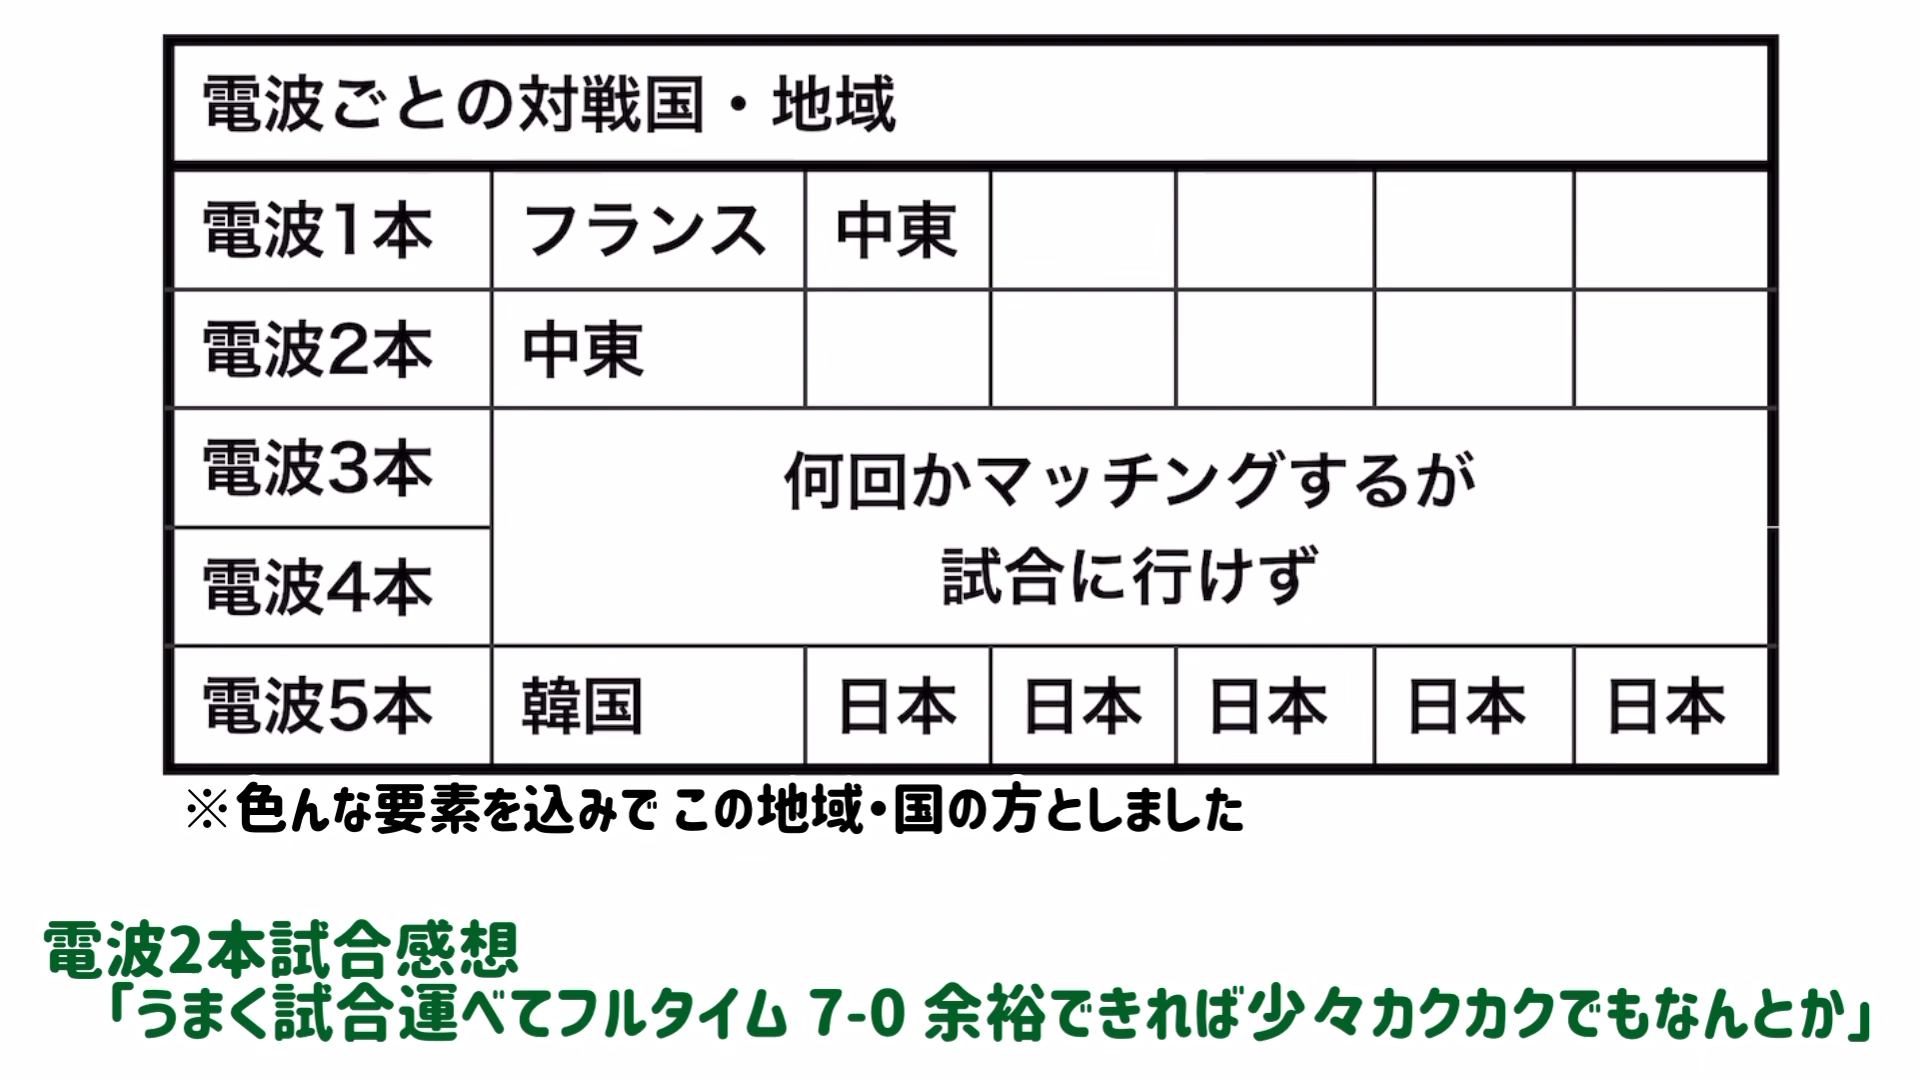 電波ごとの対戦国・地域
電波1本 フランス 中東
電波2本 中東
電波3本
何回かマッチングするが
試合に行けず
電波4本
電波5本 韓国 日本 日本 日本 日本 日本
※色んな要素を込みで この地域・国の方としました
電波2本試合感想
「うまく試合運べてフルタイム 7-0 余裕できれば少々カクカクでもなんとか」